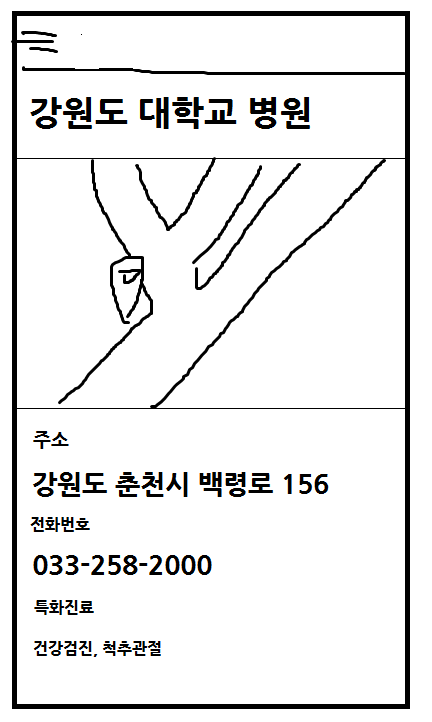 강원도 대학교 병원
주소
강원도 춘천시 백령로 156
전화번호
033-258-2000
특화진료
건강검진, 척추관절